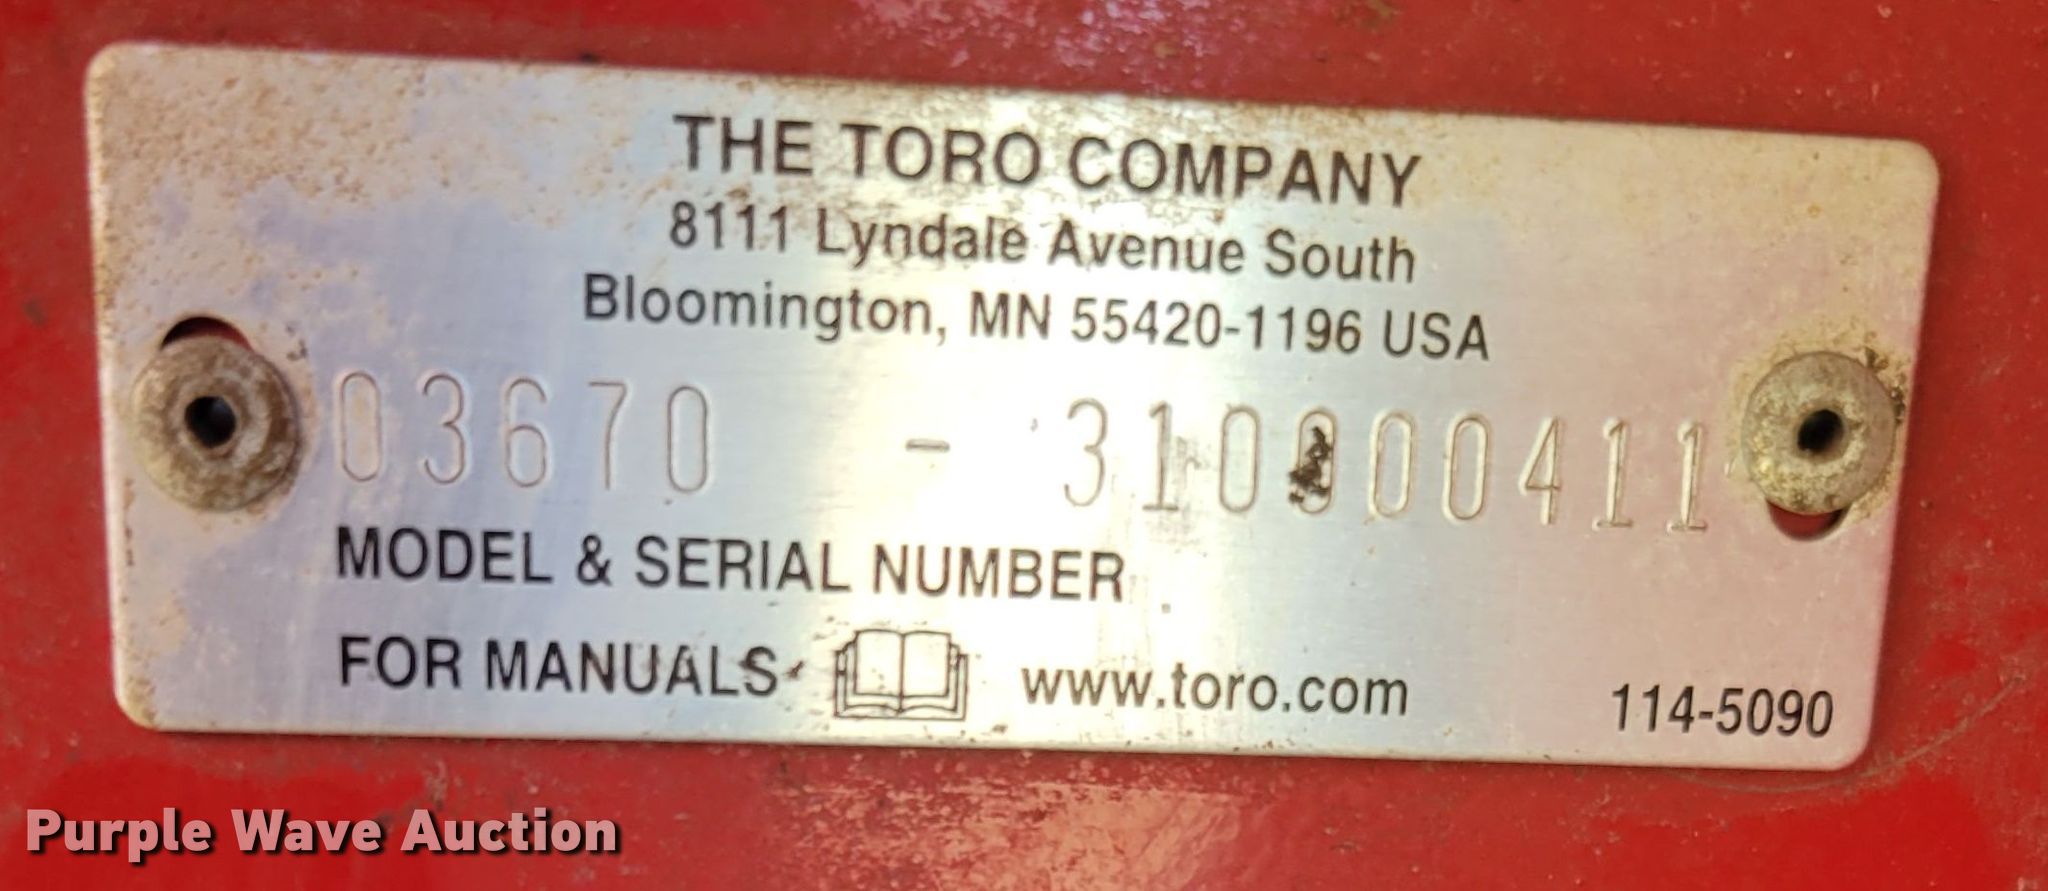 THE TORO COMPANY
8111 Lyndale Avenue South
Bloomington, MN 55420-1196 USA
03670 - 310000411
MODEL & SERIAL NUMBER
FOR MANUALS www.toro.com
114-5090
Purple Wave Auction